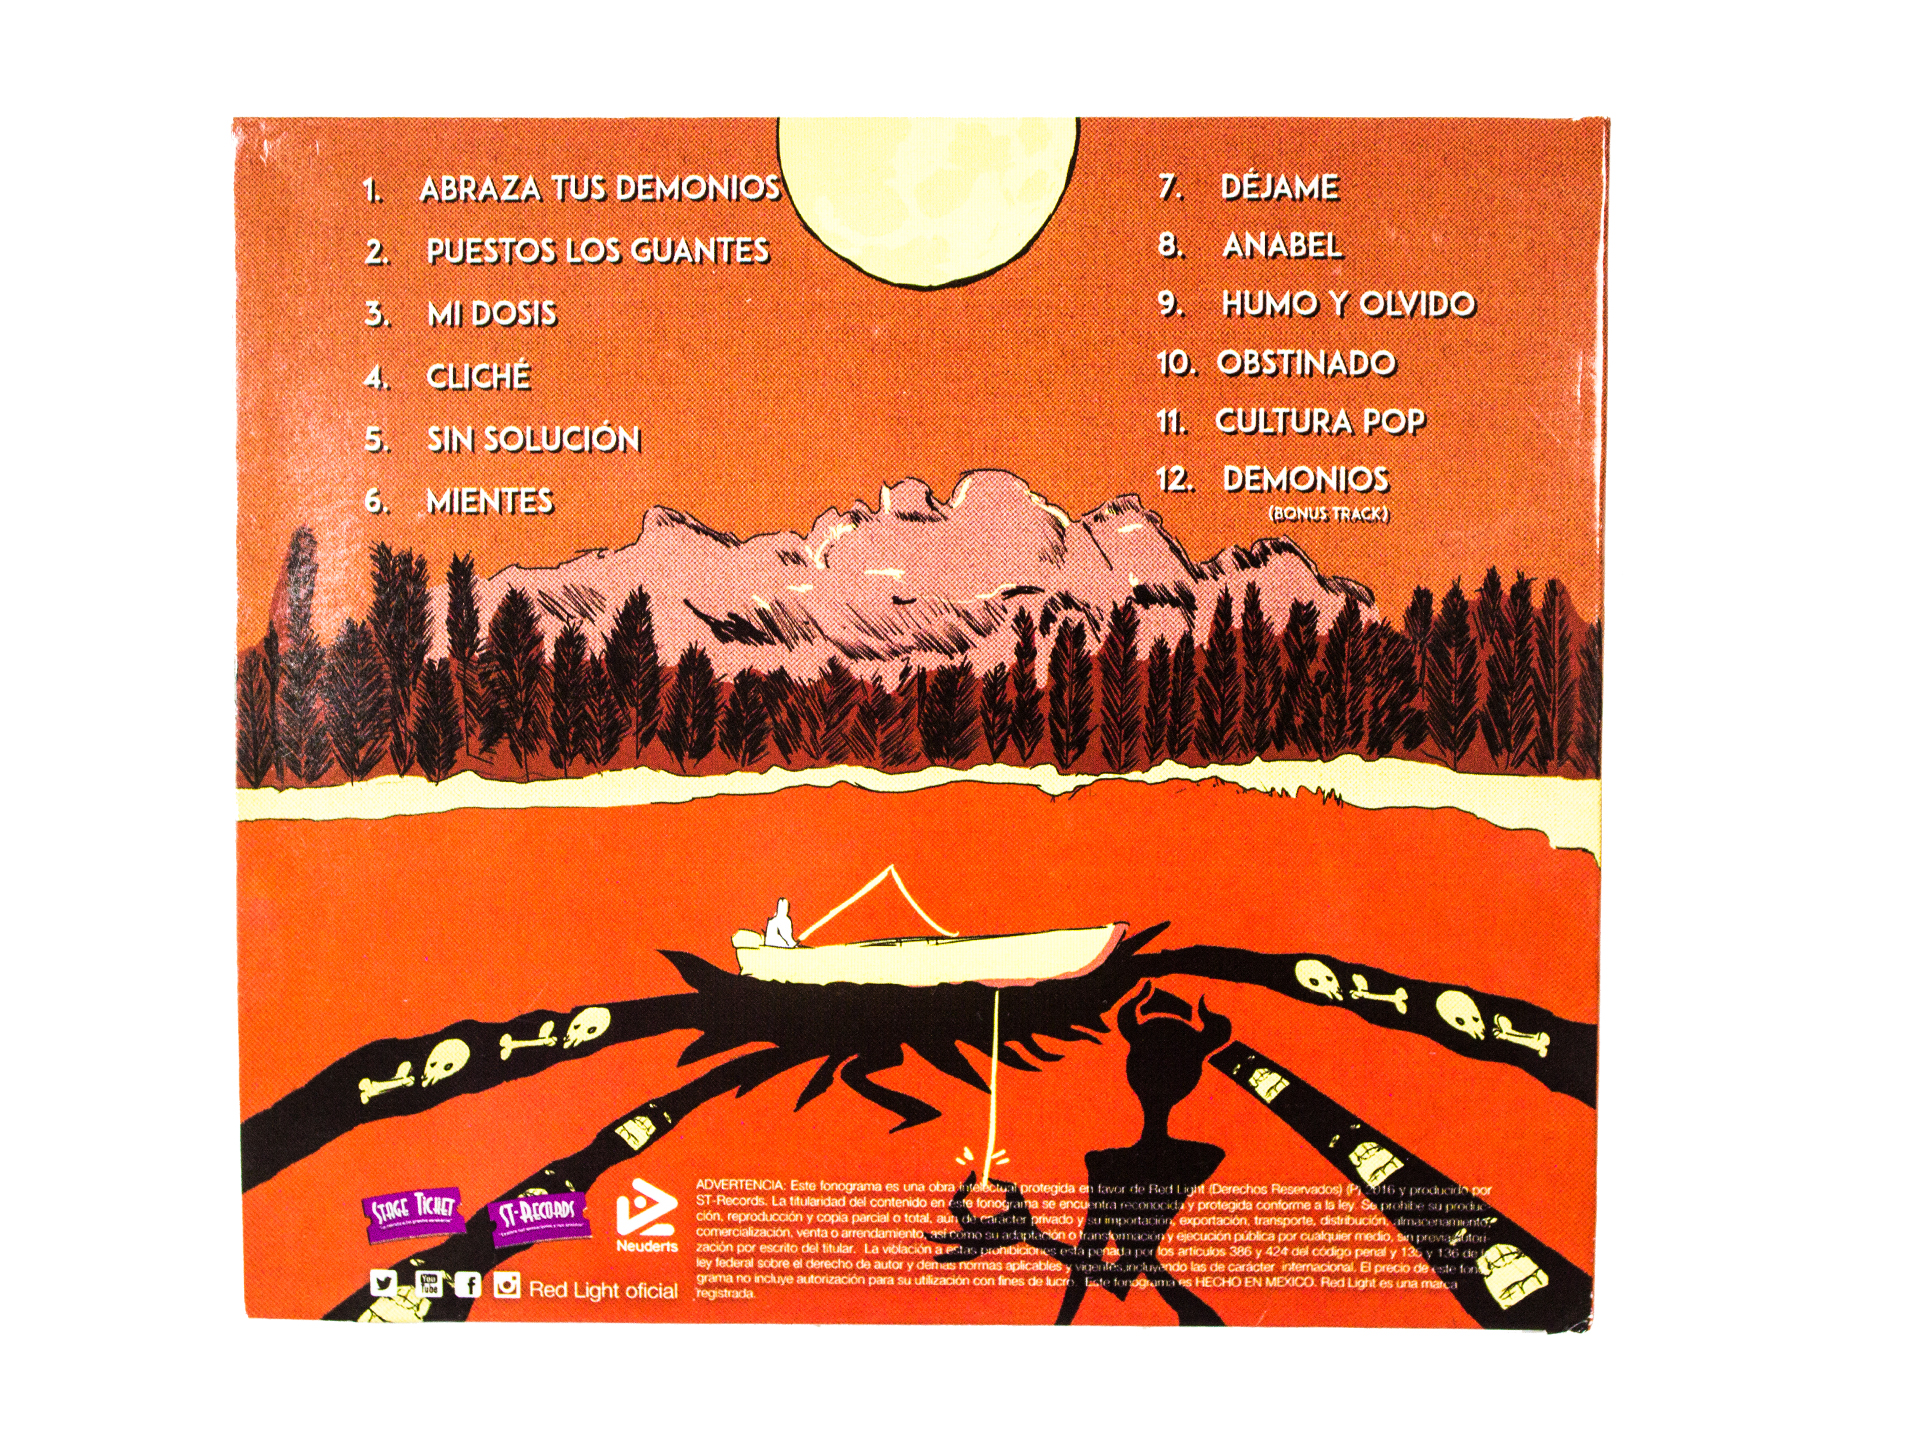 1. ABRAZA TUS DEMONIOS
2. PUESTOS LOS GUANTES
3. MI DOSIS
4. CLICHÉ
5. SIN SOLUCIÓN
6. MIENTES
7. DÉJAME
8. ANABEL
9. HUMO Y OLVIDO
10. OBSTINADO
11. CULTURA POP
12. DEMONIOS
(BONUS TRACK)
STAGE TICKET
ST-RECORDS
Neuderts
You
Tube
Red Light oficial
ADVERTENCIA: Este fonograma es una obra intelectual protegida en favor de Red Light (Derechos Reservados) (P) 2016 y producido por
ST-Records. La titularidad del contenido en este fonograma se encuentra reconocida y protegida conforme a la ley. Se prohibe su produc-
ción, reproducción y copia parcial o total, aún de carácter privado y su importación, exportación, transporte, distribución, almacenamiento,
comercialización, venta o arrendamiento, así como su adaptación o transformación y ejecución pública por cualquier medio, sin previa autori-
zación por escrito del titular. La violación a estas prohibiciones está penada por los artículos 386 y 424 del código penal y 135 y 136 de
ley federal sobre el derecho de autor y demás normas aplicables y vigentes,incluyendo las de carácter internacional. El precio de este fono-
grama no incluye autorización para su utilización con fines de lucro. Este fonograma es HECHO EN MEXICO. Red Light es una marca
registrada.